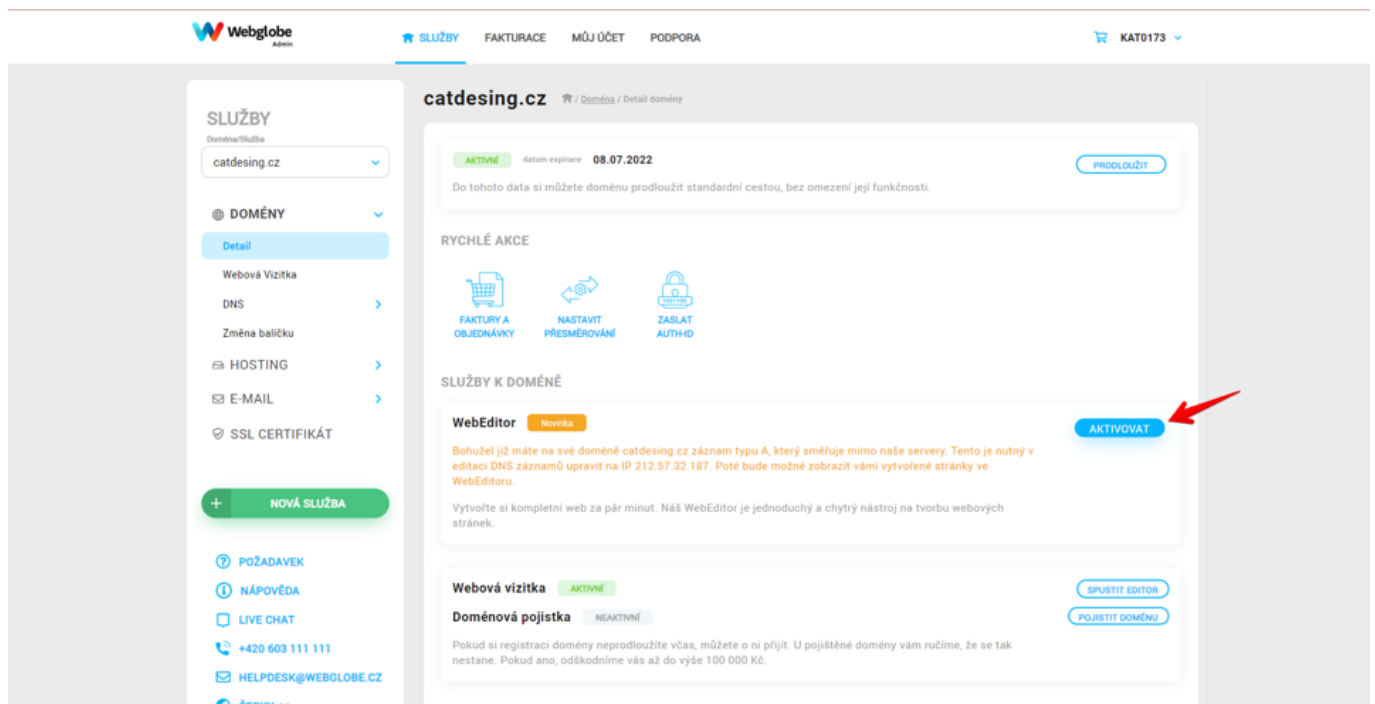 Webglobe
Admin
SLUŽBY
FAKTURACE
MŮJ ÚČET
PODPORA
KAT0173
SLUŽBY
Doména/Služba
catdesing.cz
DOMÉNY
Detail
Webová Vizitka
DNS
Změna balíčku
HOSTING
E-MAIL
SSL CERTIFIKÁT
+ NOVÁ SLUŽBA
POŽADAVEK
NÁPOVĚDA
LIVE CHAT
+420 603 111 111
HELPDESK@WEBGLOBE.CZ
catdesing.cz
/ Doména / Detail domény
AKTIVNÍ
datum expirace 08.07.2022
PRODLOUŽIT
Do tohoto data si můžete doménu prodloužit standardní cestou, bez omezení její funkčnosti.
RYCHLÉ AKCE
FAKTURY A
OBJEDNÁVKY
NASTAVIT
PŘESMĚROVÁNÍ
ZASLAT
AUTH-ID
SLUŽBY K DOMÉNĚ
WebEditor
Novinka
AKTIVOVAT
Bohužel již máte na své doméně catdesing.cz záznam typu A, který směřuje mimo naše servery. Tento je nutný v
editaci DNS záznamů upravit na IP 212.57.32.187. Poté bude možné zobrazit vámi vytvořené stránky ve
WebEditoru.
Vytvořte si kompletní web za pár minut. Náš WebEditor je jednoduchý a chytrý nástroj na tvorbu webových
stránek.
Webová vizitka
AKTIVNÍ
SPUSTIT EDITOR
Doménová pojistka
NEAKTIVNÍ
POJISTIT DOMÉNU
Pokud si registraci domény neprodloužíte včas, můžete o ni přijít. U pojištěné domény vám ručíme, že se tak
nestane. Pokud ano, odškodníme vás až do výše 100 000 Kč.